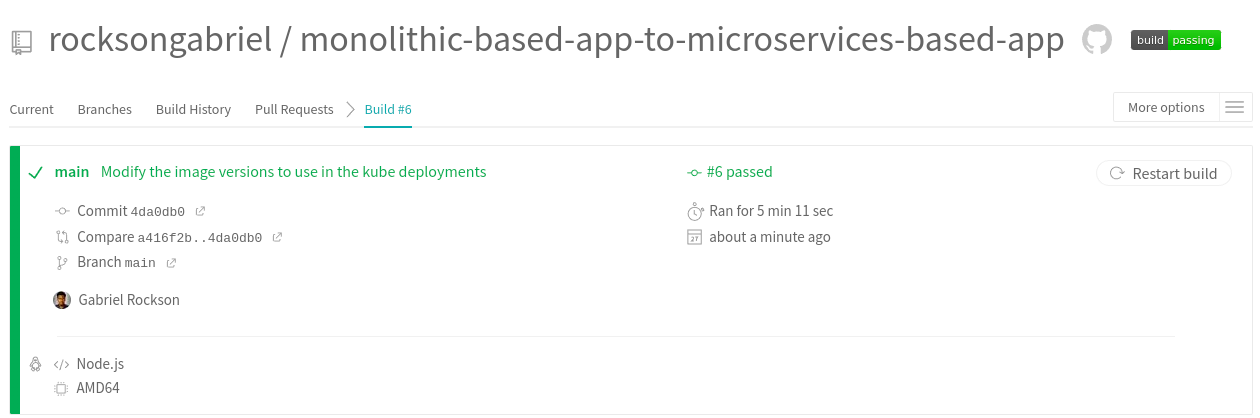 rocksongabriel / monolithic-based-app-to-microservices-based-app build passing
Current Branches Build History Pull Requests Build #6 More options
main Modify the image versions to use in the kube deployments #6 passed Restart build
Commit 4da0db0 Ran for 5 min 11 sec
Compare a416f2b..4da0db0 about a minute ago
Branch main
Gabriel Rockson
</> Node.js
AMD64